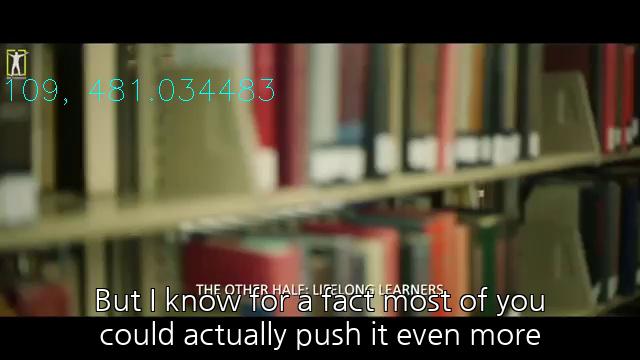 109, 481.034483
THE OTHER HALF: LIFELONG LEARNERS.
But I know for a fact most of you
could actually push it even more